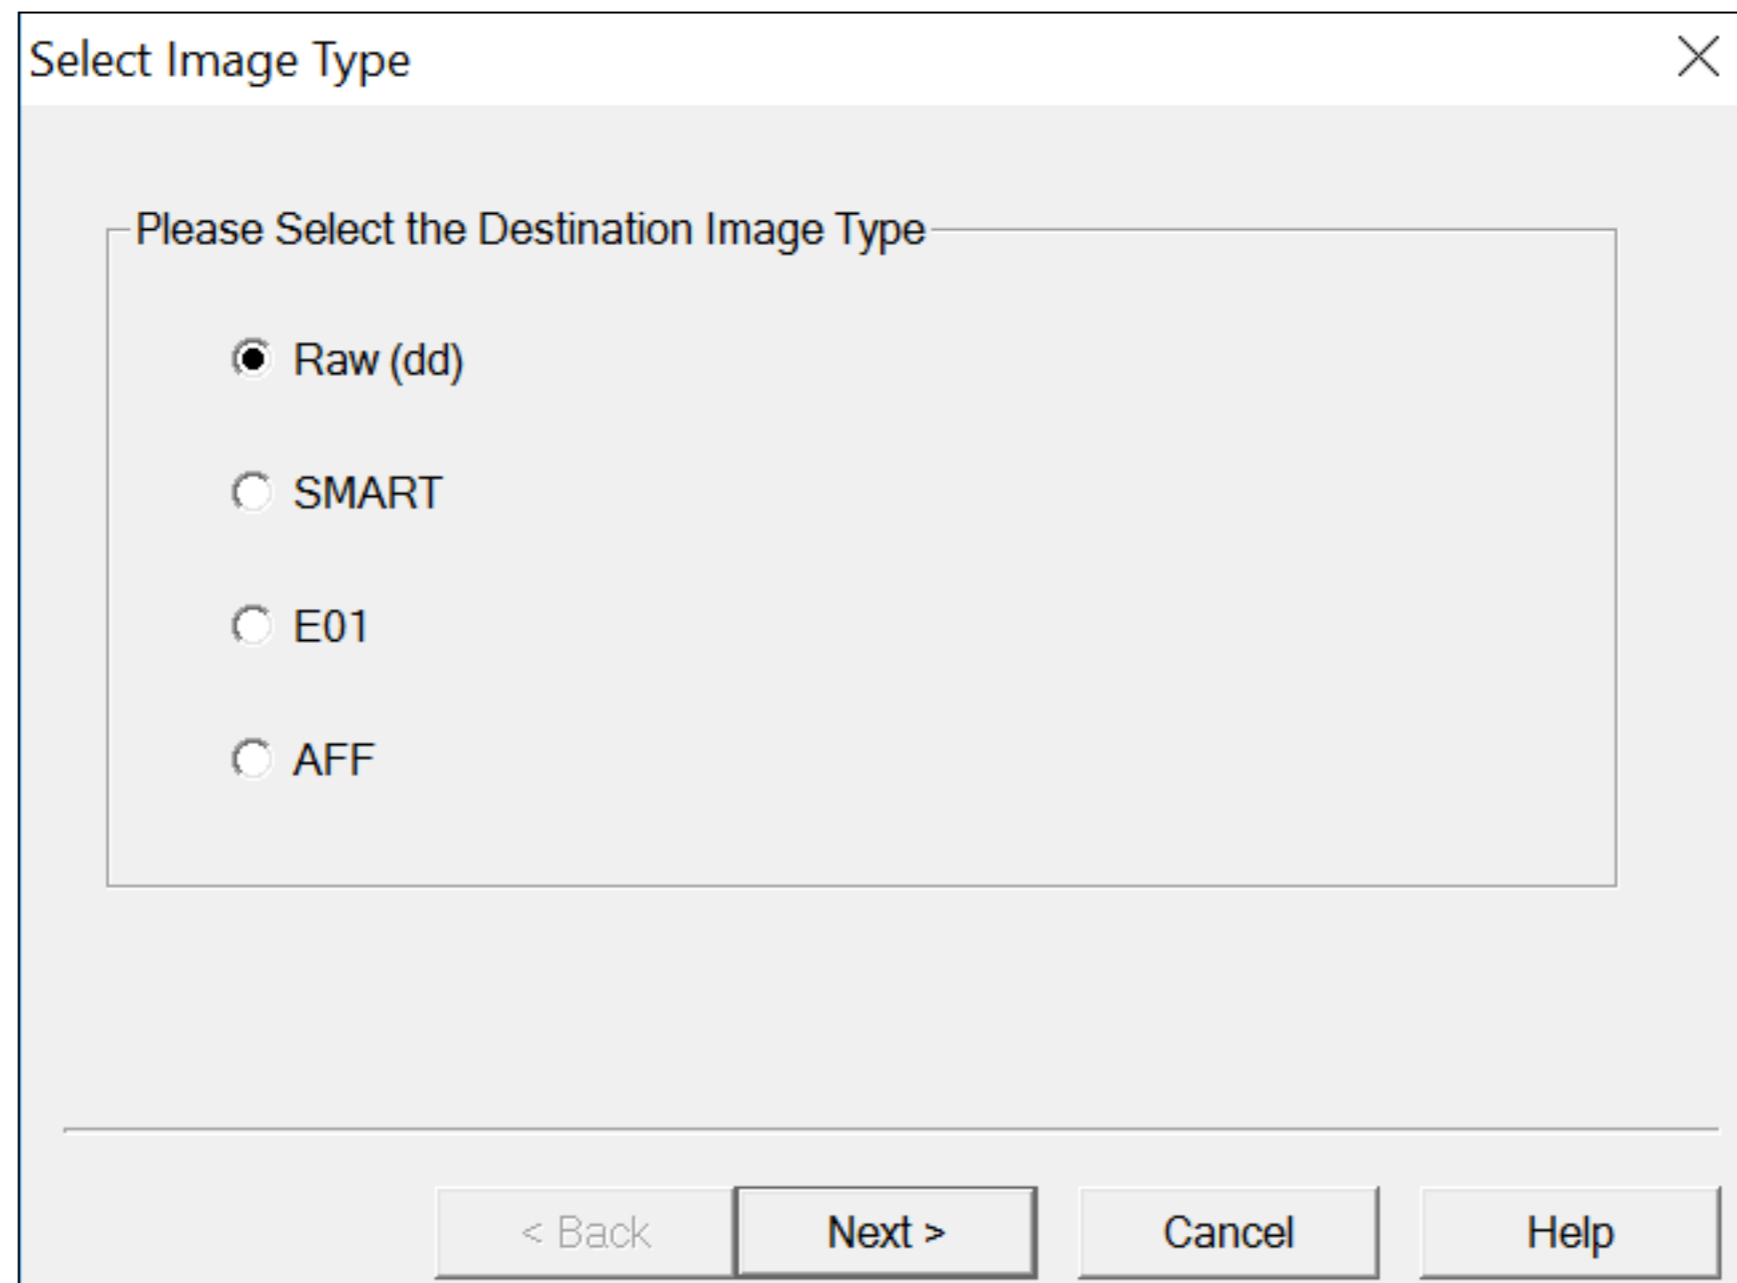 Select Image Type
Please Select the Destination Image Type
Raw (dd)
SMART
E01
AFF
< Back Next > Cancel Help